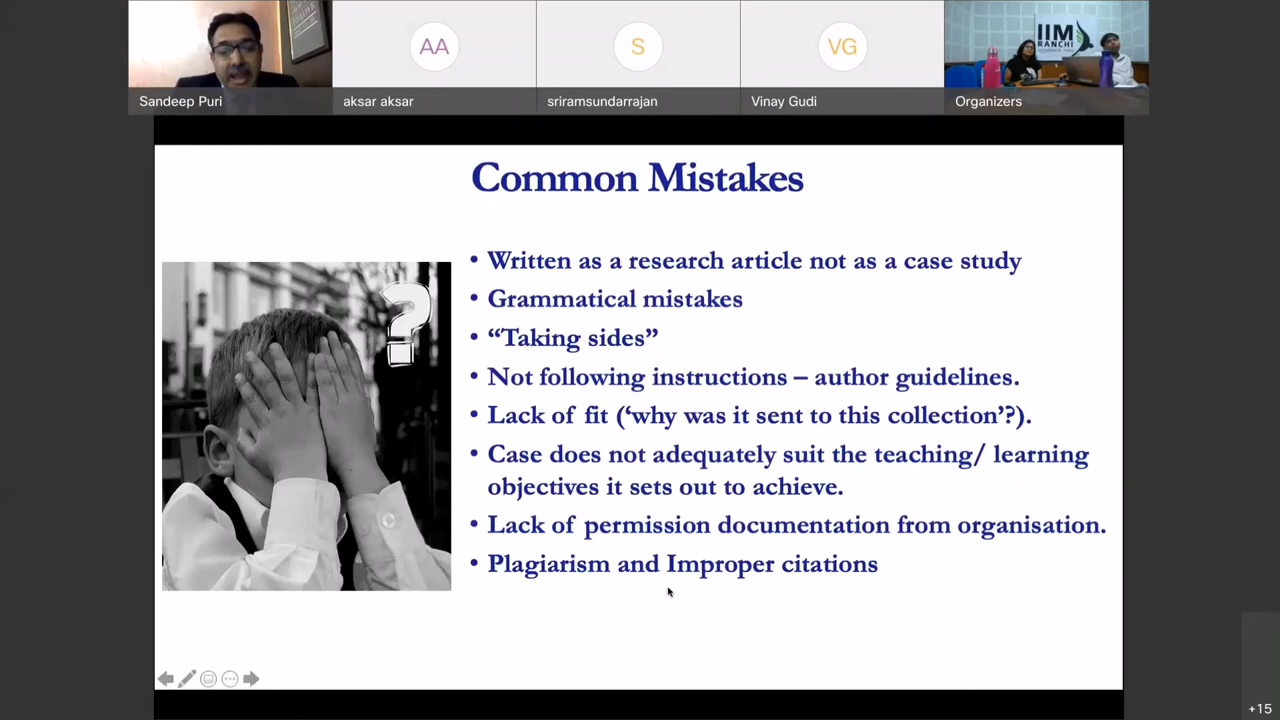 AA
S
VG
IIM
RANCHI
Sandeep Puri
aksar aksar
sriramsundarrajan
Vinay Gudi
Organizers
Common Mistakes
?
• Written as a research article not as a case study
• Grammatical mistakes
• “Taking sides”
• Not following instructions – author guidelines.
• Lack of fit (‘why was it sent to this collection’?).
• Case does not adequately suit the teaching/ learning
objectives it sets out to achieve.
• Lack of permission documentation from organisation.
• Plagiarism and Improper citations
+15